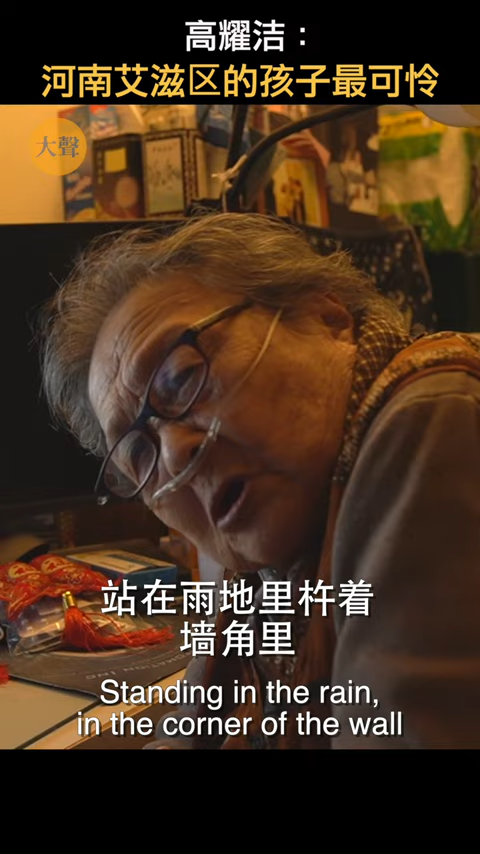 高耀洁：
河南艾滋区的孩子最可怜
大聲
站在雨地里杵着
墙角里
Standing in the rain,
in the corner of the wall